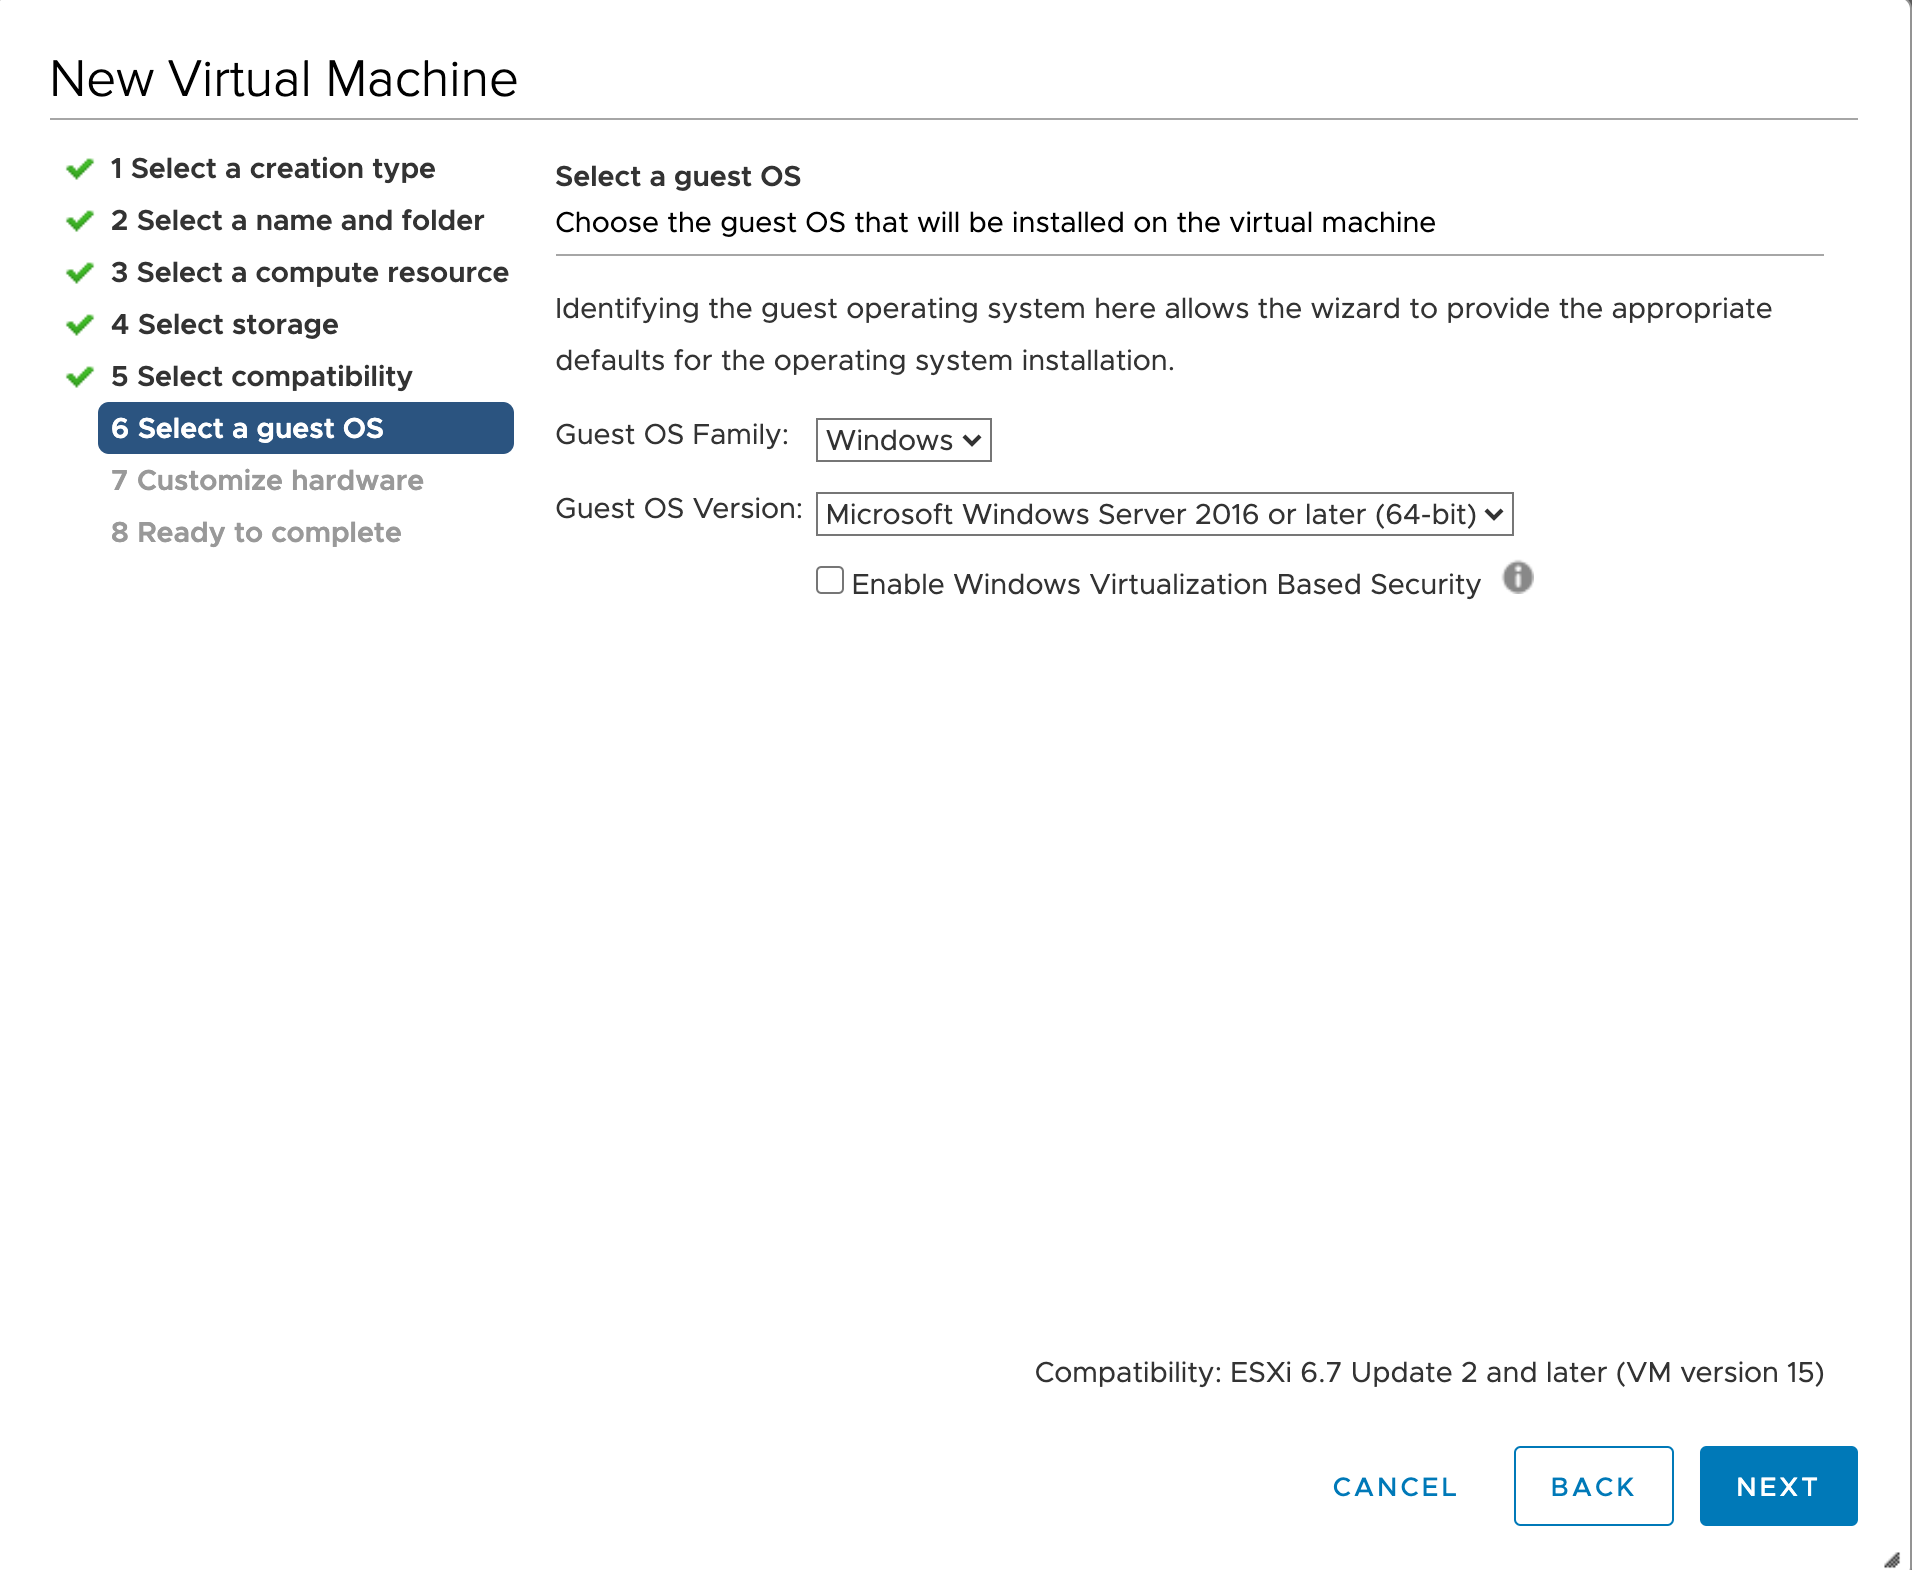 New Virtual Machine
1 Select a creation type
2 Select a name and folder
3 Select a compute resource
4 Select storage
5 Select compatibility
6 Select a guest OS
7 Customize hardware
8 Ready to complete
Select a guest OS
Choose the guest OS that will be installed on the virtual machine
Identifying the guest operating system here allows the wizard to provide the appropriate
defaults for the operating system installation.
Guest OS Family: Windows
Guest OS Version: Microsoft Windows Server 2016 or later (64-bit)
Enable Windows Virtualization Based Security
Compatibility: ESXi 6.7 Update 2 and later (VM version 15)
CANCEL BACK NEXT